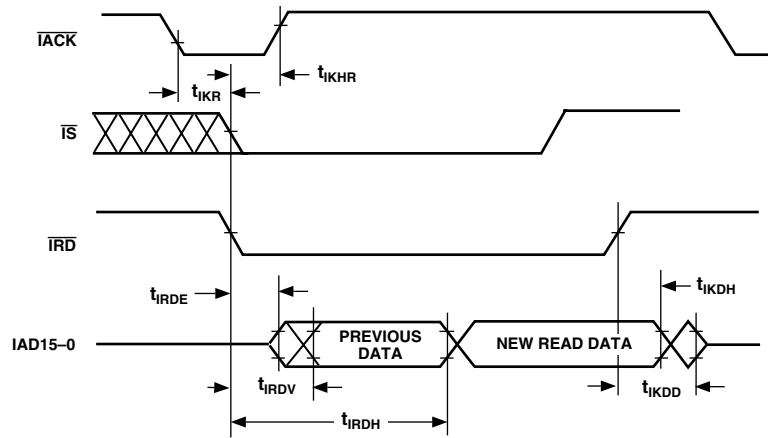 IACK
tIKHR
tIKR
IS
IRD
tIRDE
tIKDH
IAD15–0
PREVIOUS
DATA
NEW READ DATA
tIRDV
tIKDD
tIRDH